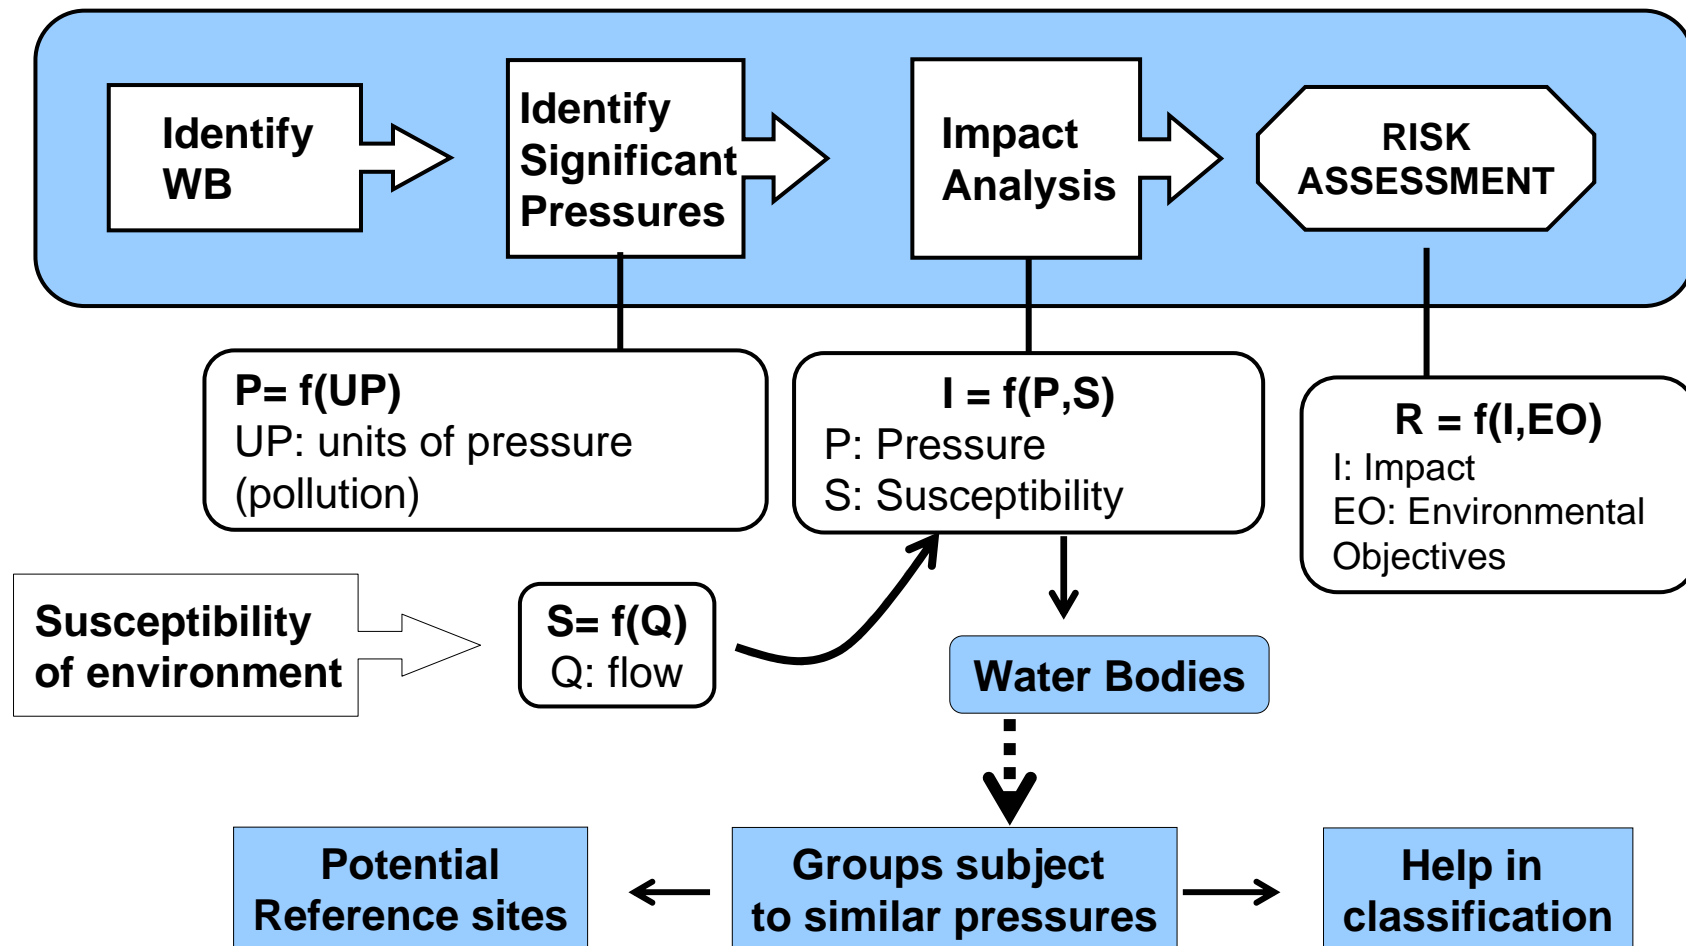 Identify
WB
Identify
Significant
Pressures
Impact
Analysis
RISK
ASSESSMENT
P= f(UP)
UP: units of pressure
(pollution)
I = f(P,S)
P: Pressure
S: Susceptibility
R = f(I,EO)
I: Impact
EO: Environmental
Objectives
Susceptibility
of environment
S= f(Q)
Q: flow
Water Bodies
Potential
Reference sites
Groups subject
to similar pressures
Help in
classification